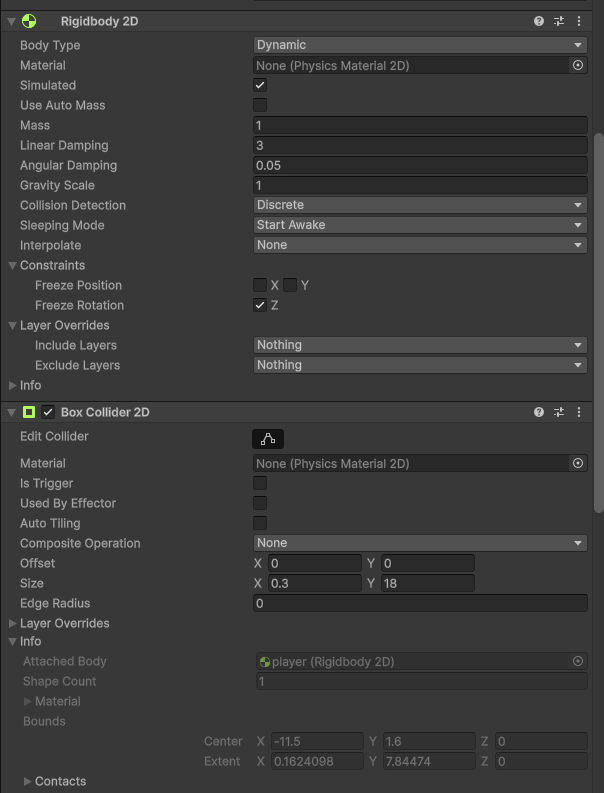 Rigidbody 2D
Body Type Dynamic
Material None (Physics Material 2D)
Simulated
Use Auto Mass
Mass 1
Linear Damping 3
Angular Damping 0.05
Gravity Scale 1
Collision Detection Discrete
Sleeping Mode Start Awake
Interpolate None
Constraints
Freeze Position X Y
Freeze Rotation Z
Layer Overrides
Include Layers Nothing
Exclude Layers Nothing
Info
Box Collider 2D
Edit Collider
Material None (Physics Material 2D)
Is Trigger
Used By Effector
Auto Tiling
Composite Operation None
Offset X 0 Y 0
Size X 0.3 Y 18
Edge Radius 0
Layer Overrides
Info
Attached Body player (Rigidbody 2D)
Shape Count 1
Material
Bounds
Center X -11.5 Y 1.6 Z 0
Extent X 0.1624098 Y 7.84474 Z 0
Contacts